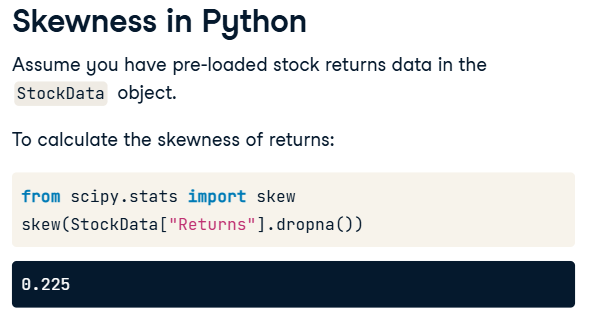 Skewness in Python
Assume you have pre-loaded stock returns data in the
StockData object.
To calculate the skewness of returns:
from scipy.stats import skew
skew(StockData["Returns"].dropna())
0.225